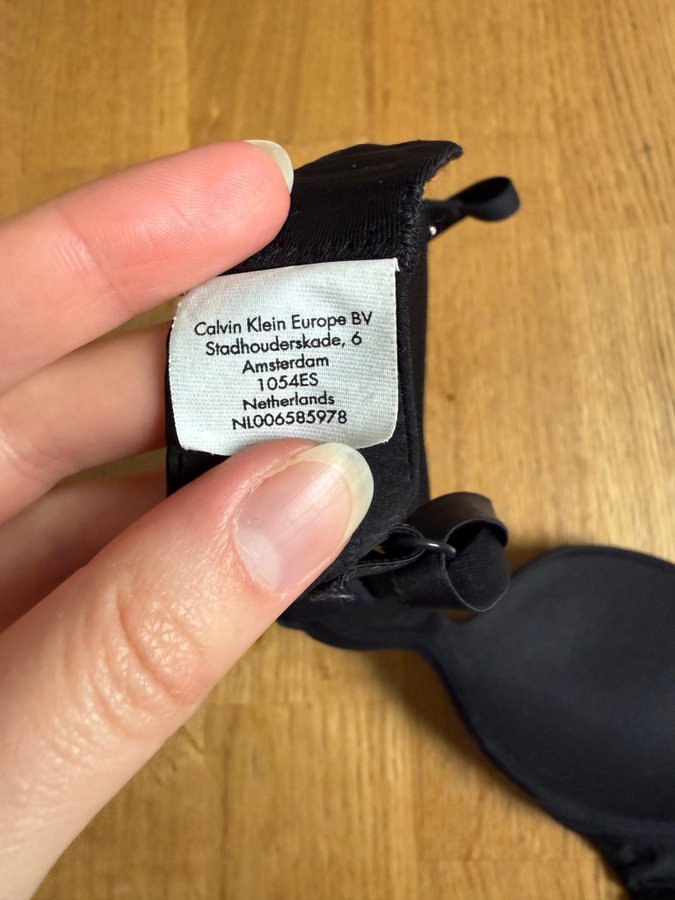 Calvin Klein Europe BV
Stadhouderskade, 6
Amsterdam
1054ES
Netherlands
NL006585978